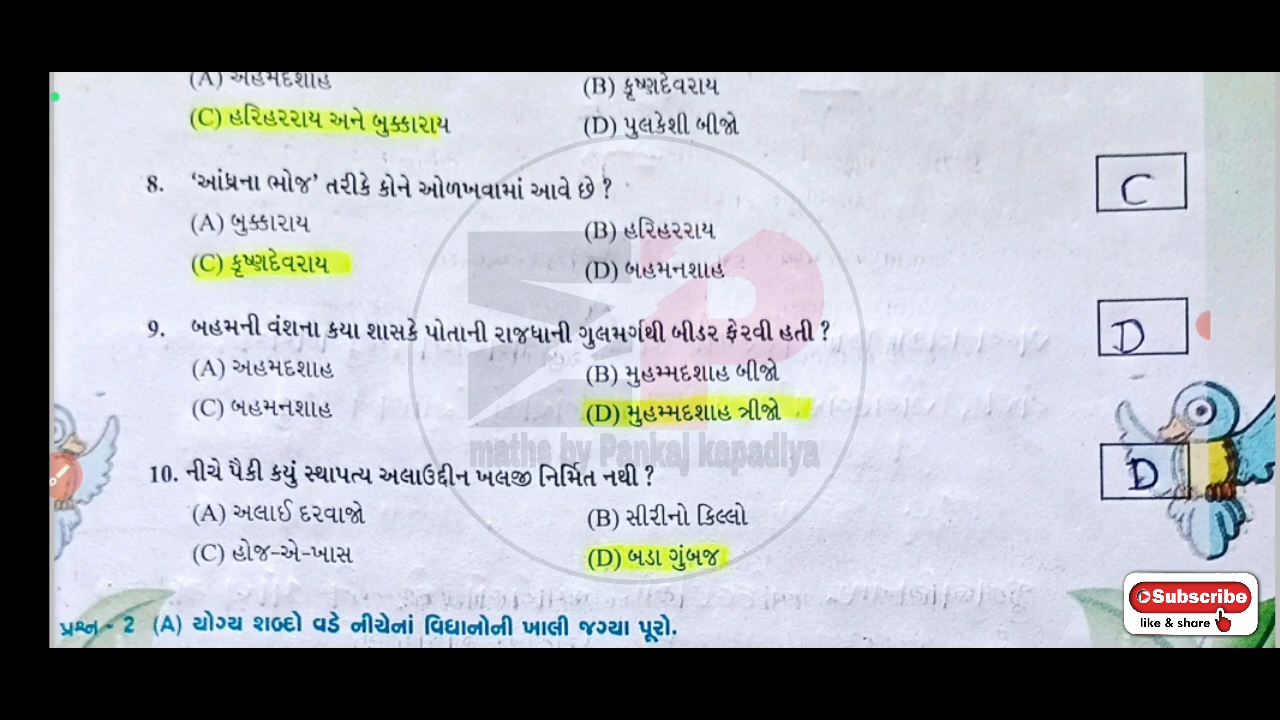 (A) અહમદશાહ (B) કૃષ્ણદેવરાય
(C) હરિહરરાય અને બુક્કારાય (D) પુલકેશી બીજો
8. 'આંધ્રના ભોજ' તરીકે કોને ઓળખવામાં આવે છે ? C
(A) બુક્કારાય (B) હરિહરરાય
(C) કૃષ્ણદેવરાય (D) બહમનશાહ
9. બહમની વંશના કયા શાસકે પોતાની રાજધાની ગુલમર્ગથી બીડર ફેરવી હતી ? D
(A) અહમદશાહ (B) મુહમ્મદશાહ બીજો
(C) બહમનશાહ (D) મુહમ્મદશાહ ત્રીજો
maths by Pankaj kapadiya
10. નીચે પૈકી કયું સ્થાપત્ય અલાઉદ્દીન ખલજી નિર્મિત નથી ? D
(A) અલાઈ દરવાજો (B) સીરીનો કિલ્લો
(C) હોજ-એ-ખાસ (D) બડા ગુંબજ
Subscribe
like & share
પ્રશ્ન - 2 (A) યોગ્ય શબ્દો વડે નીચેનાં વિધાનોની ખાલી જગ્યા પૂરો.